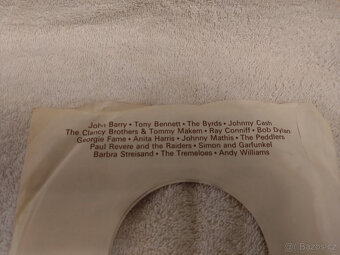 John Barry • Tony Bennett • The Byrds • Johnny Cash
The Clancy Brothers & Tommy Makem • Ray Conniff • Bob Dylan
Georgie Fame • Anita Harris • Johnny Mathis • The Peddlers
Paul Revere and the Raiders • Simon and Garfunkel
Barbra Streisand • The Tremeloes • Andy Williams
Bazoš.cz